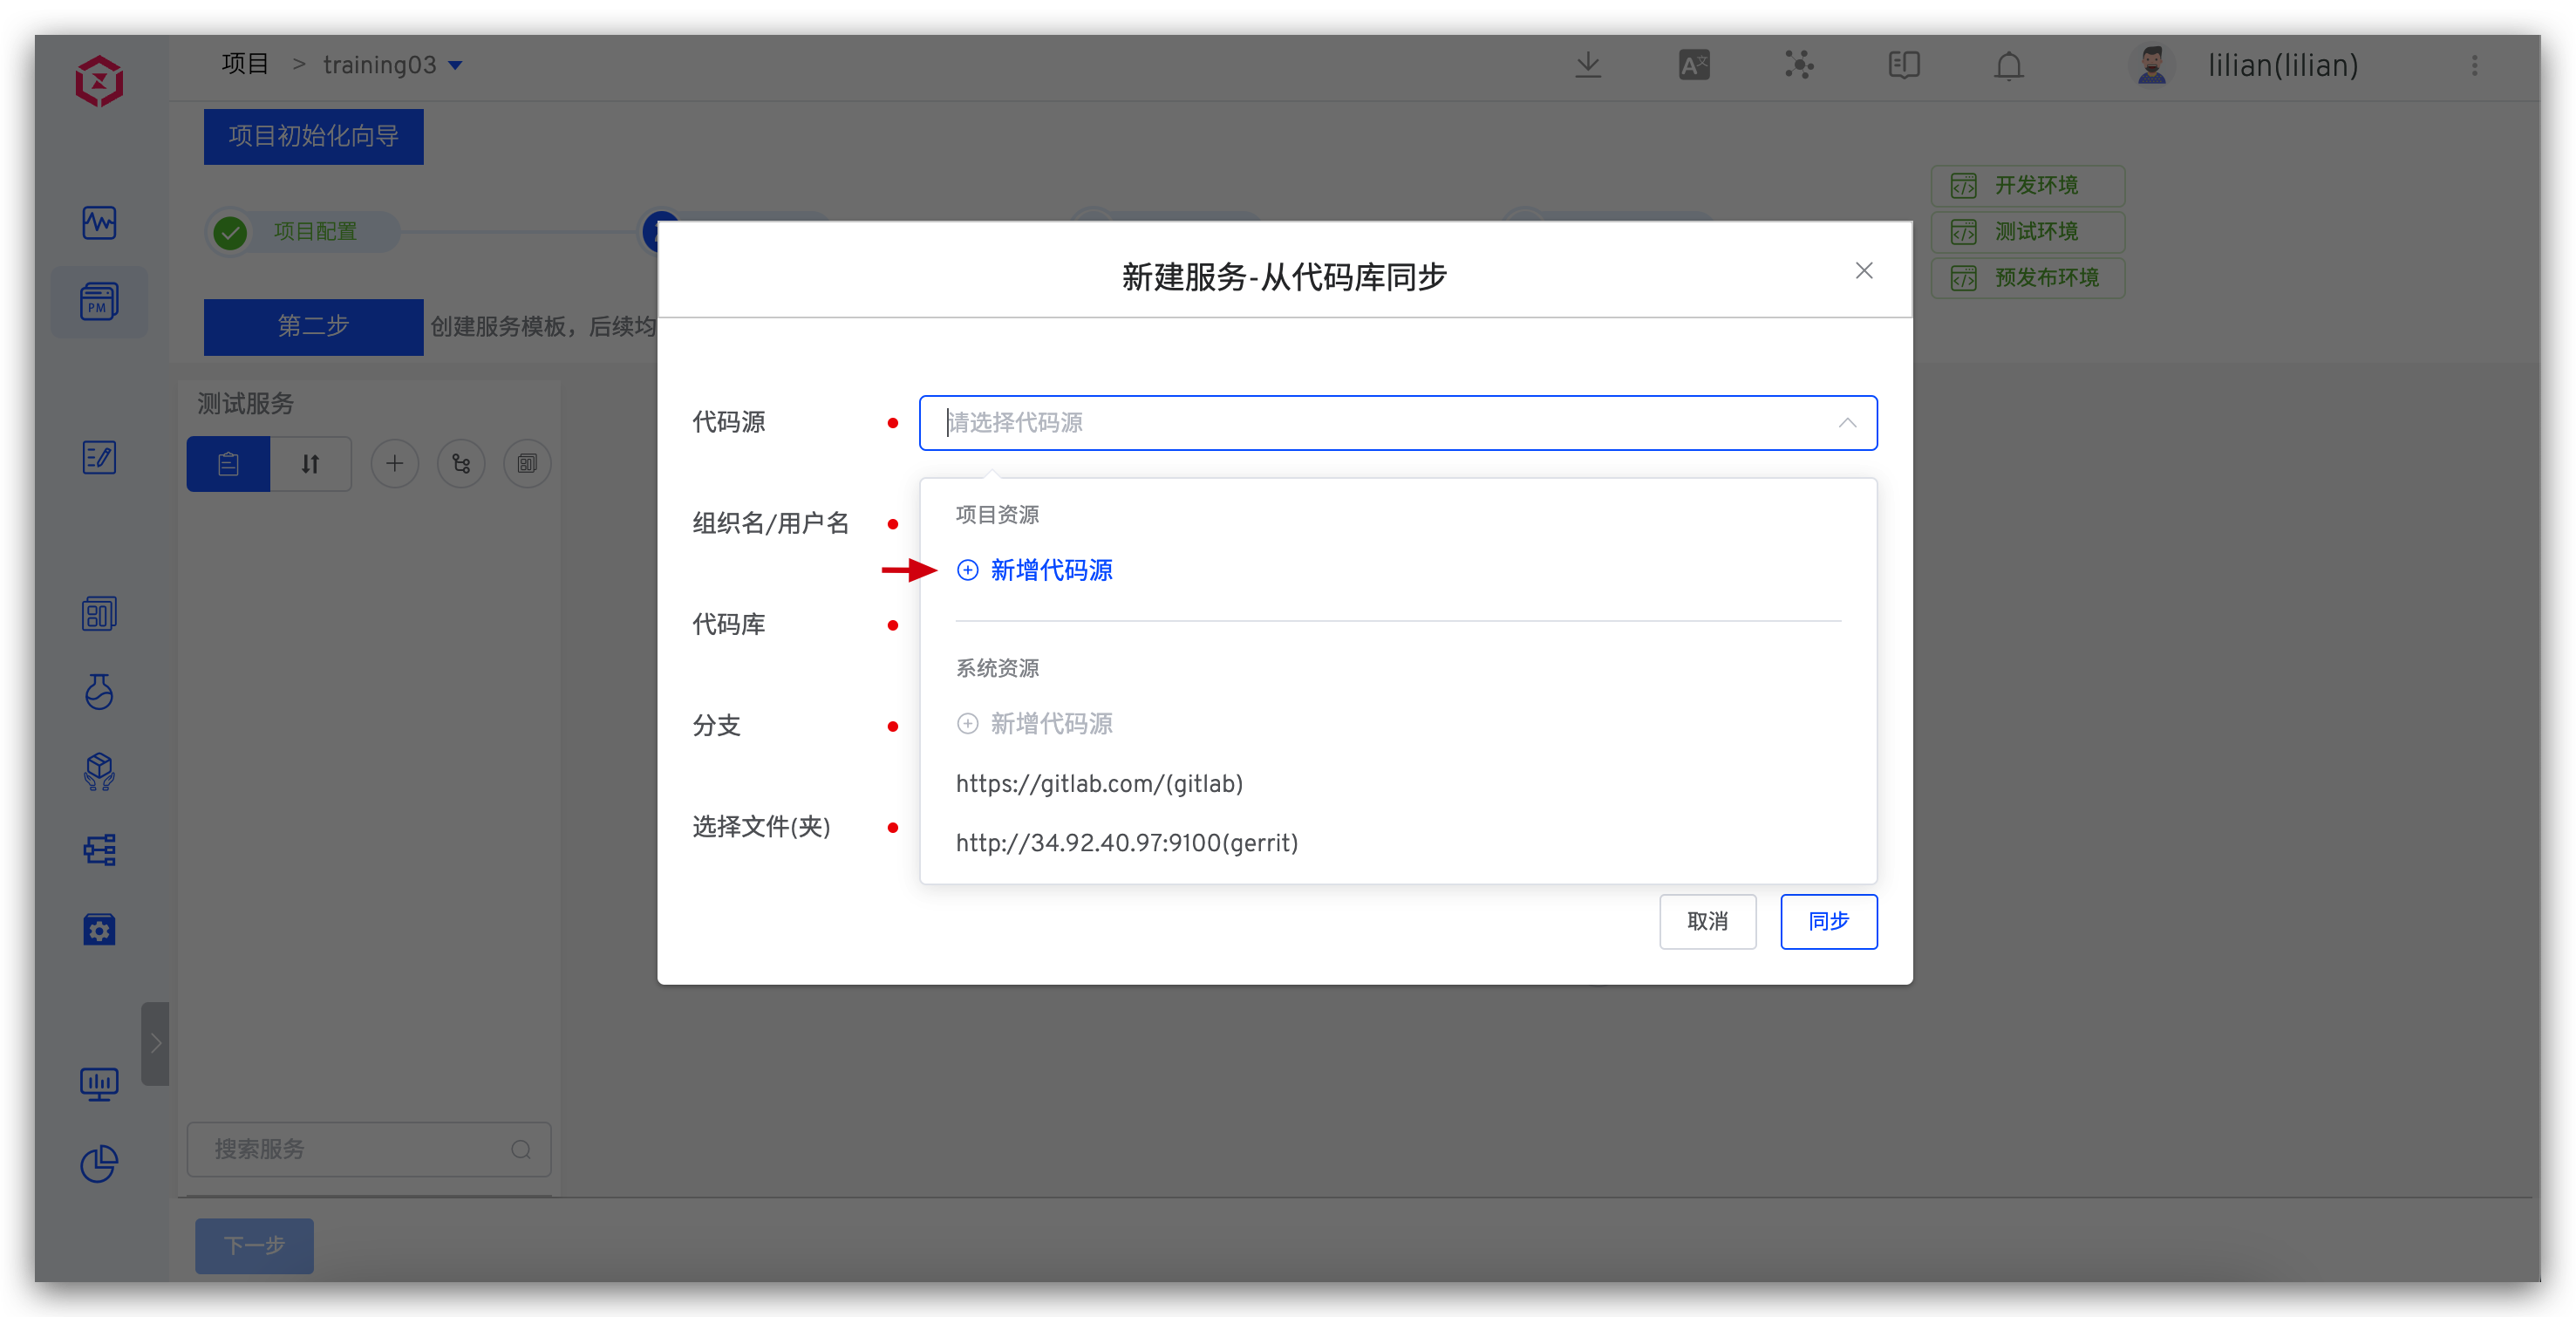 项目 > training03
A文
lilian(lilian)
项目初始化向导
开发环境
项目配置
测试环境
预发布环境
PM
第二步 创建服务模板，后续均
新建服务-从代码库同步
测试服务
代码源
请选择代码源
组织名/用户名
项目资源
新增代码源
代码库
系统资源
分支
新增代码源
https://gitlab.com/(gitlab)
选择文件(夹)
http://34.92.40.97:9100(gerrit)
取消 同步
搜索服务
下一步